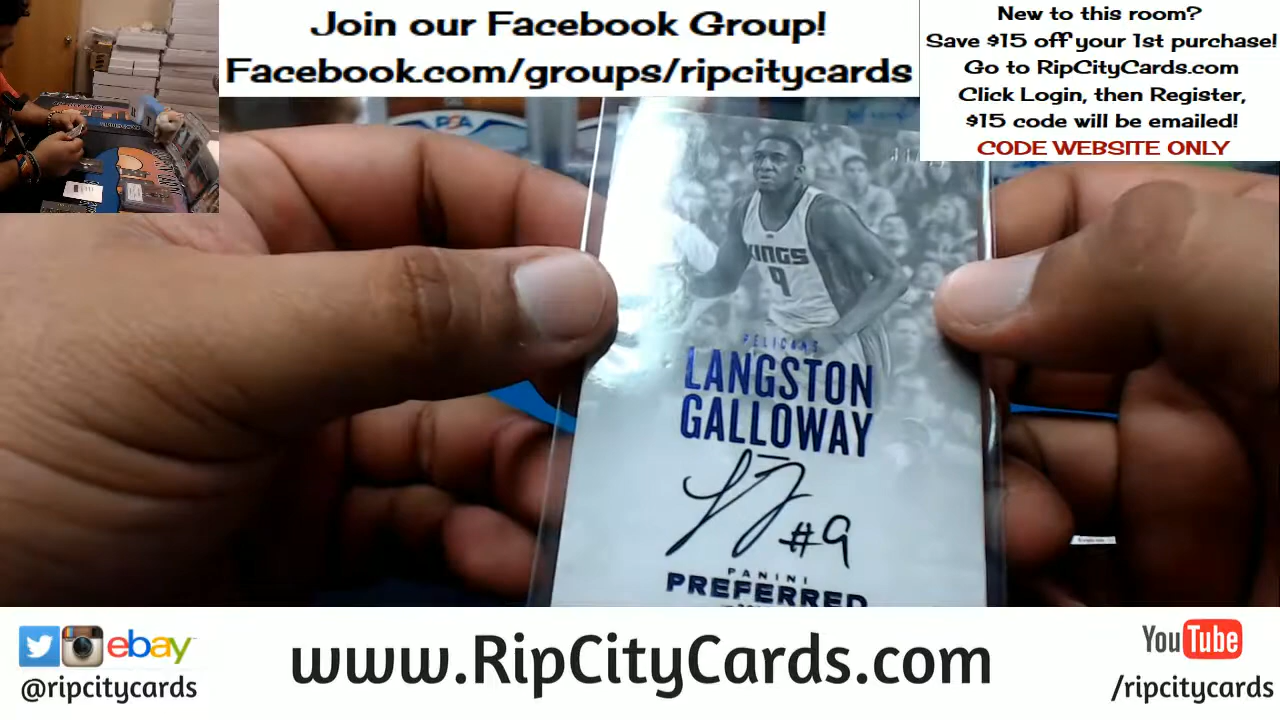 Join our Facebook Group!
Facebook.com/groups/ripcitycards
New to this room?
Save $15 off your 1st purchase!
Go to RipCityCards.com
Click Login, then Register,
$15 code will be emailed!
CODE WEBSITE ONLY
PSA
KINGS
9
PELICANS
LANGSTON
GALLOWAY
#9
PANINI
PREFERRED
ebay
@ripcitycards
www.RipCityCards.com
YouTube
/ripcitycards